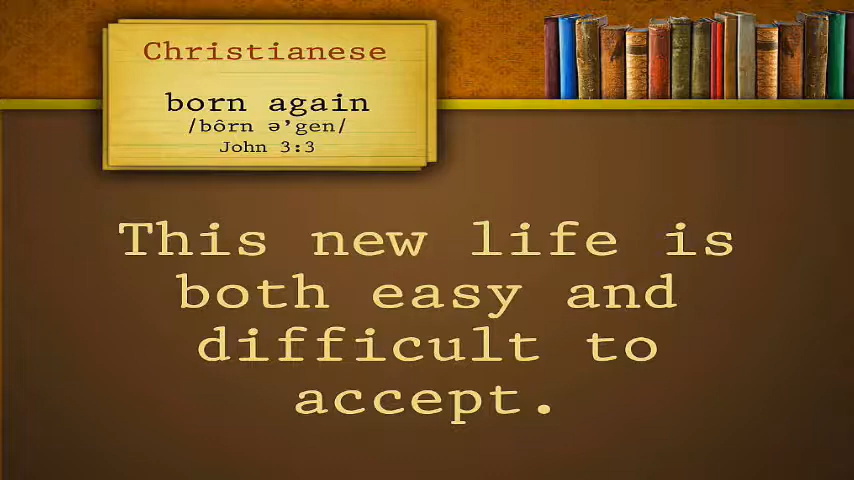 Christianese
born again
/bôrn ə'gen/
John 3:3
This new life is
both easy and
difficult to
accept.